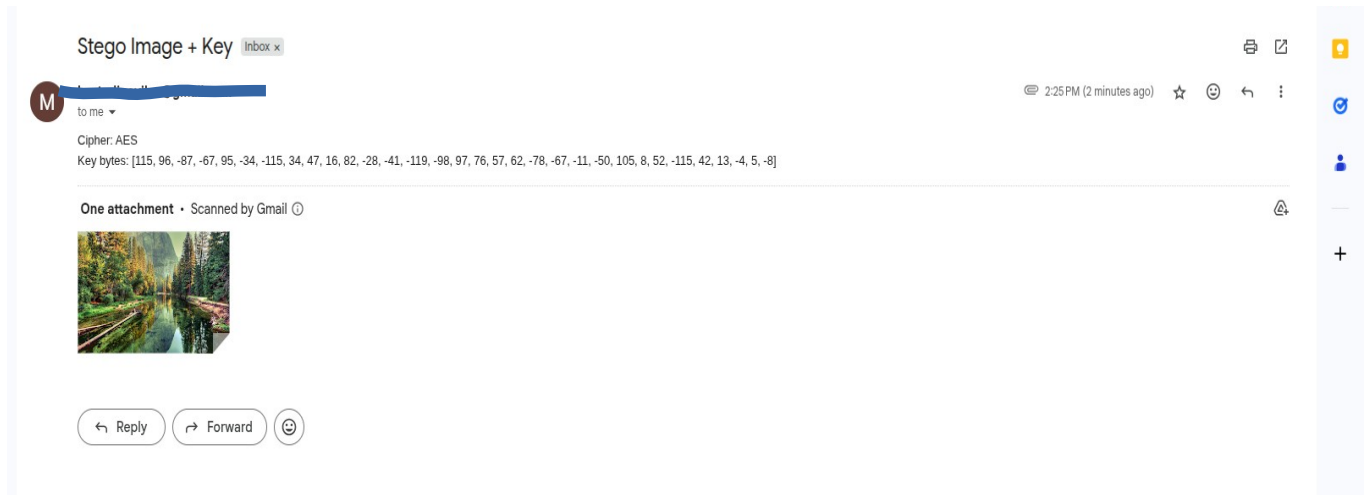 Stego Image + Key Inbox ×
M
2:25 PM (2 minutes ago)
to me
Cipher: AES
Key bytes: [115, 96, -87, -67, 95, -34, -115, 34, 47, 16, 82, -28, -41, -119, -98, 97, 76, 57, 62, -78, -67, -11, -50, 105, 8, 52, -115, 42, 13, -4, 5, -8]
One attachment • Scanned by Gmail
Reply Forward